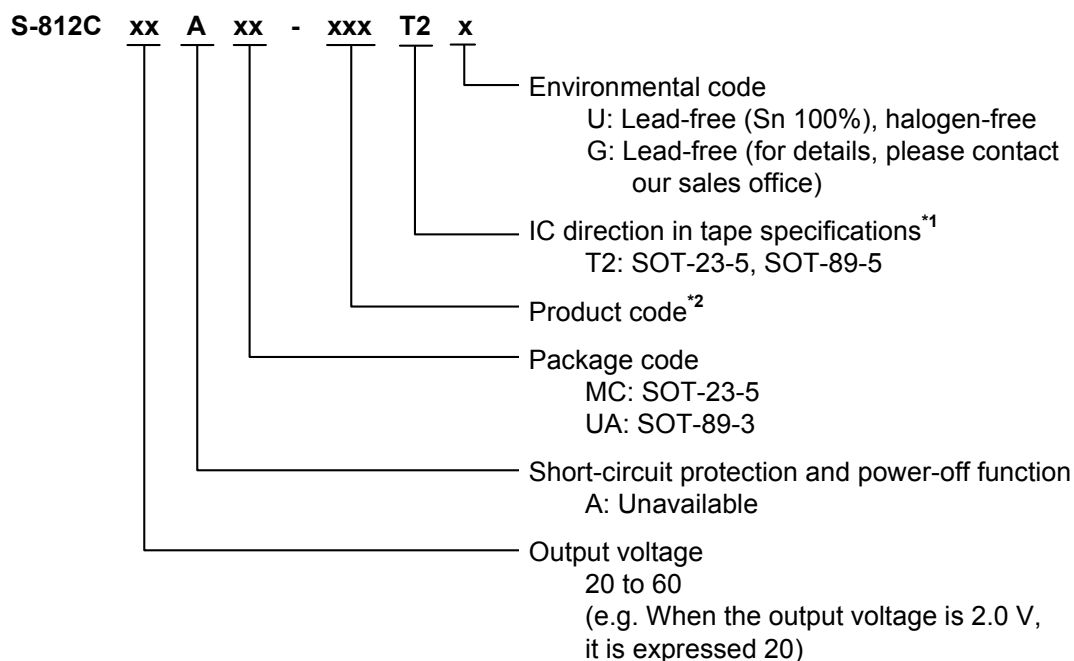 S-812C xx A xx - xxx T2 x
Environmental code
U: Lead-free (Sn 100%), halogen-free
G: Lead-free (for details, please contact
our sales office)
IC direction in tape specifications*1
T2: SOT-23-5, SOT-89-5
Product code*2
Package code
MC: SOT-23-5
UA: SOT-89-3
Short-circuit protection and power-off function
A: Unavailable
Output voltage
20 to 60
(e.g. When the output voltage is 2.0 V,
it is expressed 20)